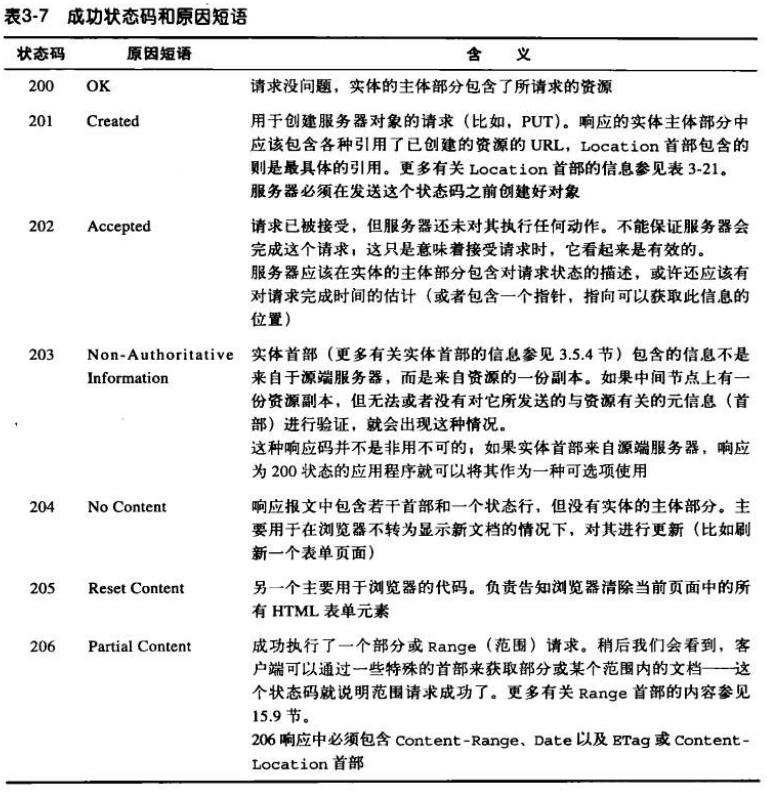 表3-7 成功状态码和原因短语
状态码 原因短语 含 义
200 OK 请求没问题，实体的主体部分包含了所请求的资源
201 Created 用于创建服务器对象的请求（比如，PUT）。响应的实体主体部分中
应该包含各种引用了已创建的资源的 URL，Location 首部包含的
则是最具体的引用。更多有关 Location 首部的信息参见表 3-21。
服务器必须在发送这个状态码之前创建好对象
202 Accepted 请求已被接受，但服务器还未对其执行任何动作。不能保证服务器会
完成这个请求；这只是意味着接受请求时，它看起来是有效的。
服务器应该在实体的主体部分包含对请求状态的描述，或许还应该有
对请求完成时间的估计（或者包含一个指针，指向可以获取此信息的
位置）
203 Non-Authoritative 实体首部（更多有关实体首部的信息参见 3.5.4 节）包含的信息不是
Information 来自于源端服务器，而是来自资源的一份副本。如果中间节点上有一
份资源副本，但无法或者没有对它所发送的与资源有关的元信息（首
部）进行验证，就会出现这种情况。
这种响应码并不是非用不可的；如果实体首部来自源端服务器，响应
为 200 状态的应用程序就可以将其作为一种可选项使用
204 No Content 响应报文中包含若干首部和一个状态行，但没有实体的主体部分。主
要用于在浏览器不转为显示新文档的情况下，对其进行更新（比如刷
新一个表单页面）
205 Reset Content 另一个主要用于浏览器的代码。负责告知浏览器清除当前页面中的所
有 HTML 表单元素
206 Partial Content 成功执行了一个部分或 Range（范围）请求。稍后我们会看到，客
户端可以通过一些特殊的首部来获取部分或某个范围内的文档——这
个状态码就说明范围请求成功了。更多有关 Range 首部的内容参见
15.9 节。
206 响应中必须包含 Content-Range、Date 以及 ETag 或 Content-
Location 首部